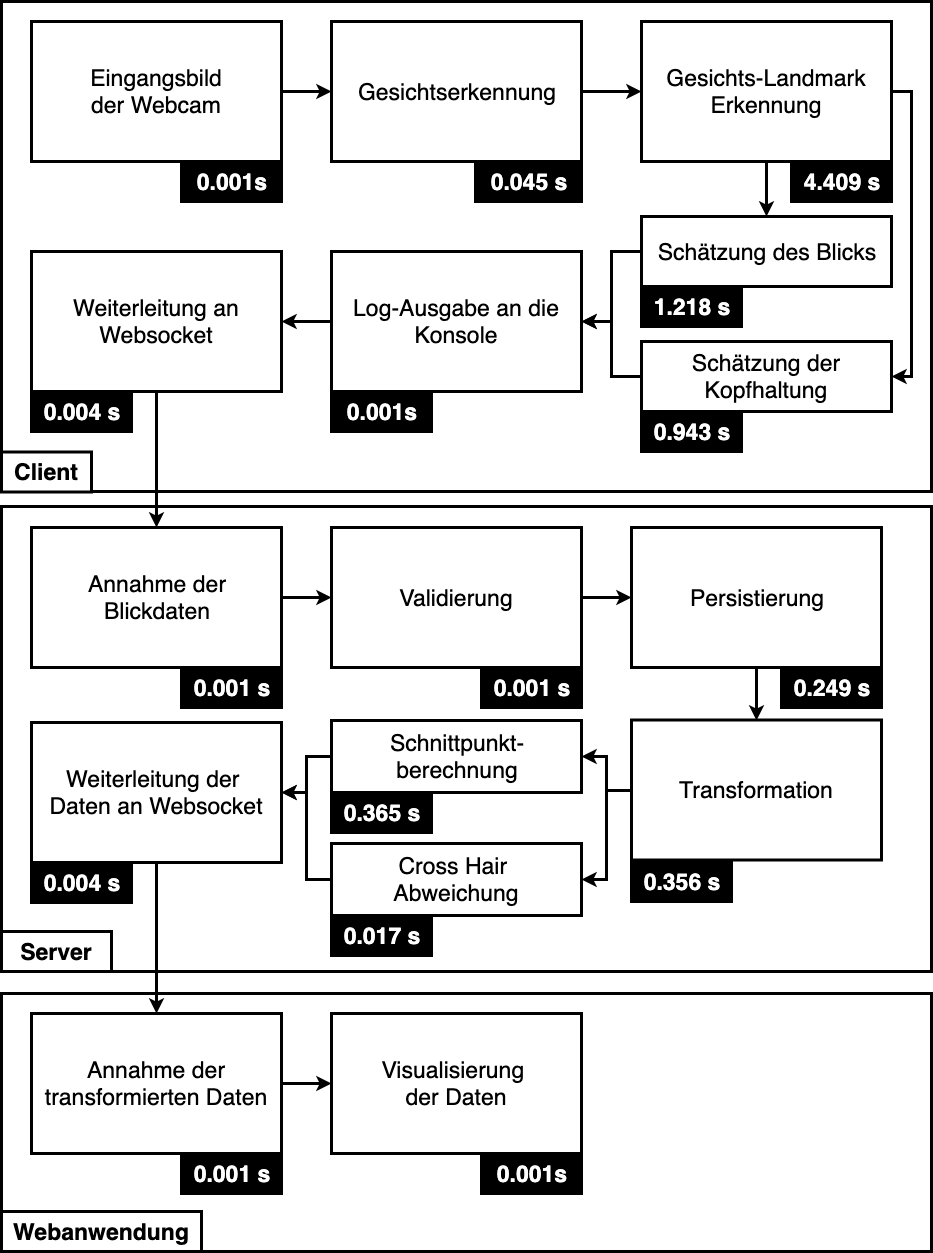 Eingangsbild
der Webcam
0.001s
Gesichtserkennung
0.045 s
Gesichts-Landmark
Erkennung
4.409 s
Schätzung des Blicks
1.218 s
Schätzung der
Kopfhaltung
0.943 s
Log-Ausgabe an die
Konsole
0.001s
Weiterleitung an
Websocket
0.004 s
Client
Annahme der
Blickdaten
0.001 s
Validierung
0.001 s
Persistierung
0.249 s
Transformation
0.356 s
Schnittpunkt-
berechnung
0.365 s
Cross Hair
Abweichung
0.017 s
Weiterleitung der
Daten an Websocket
0.004 s
Server
Annahme der
transformierten Daten
0.001 s
Visualisierung
der Daten
0.001s
Webanwendung